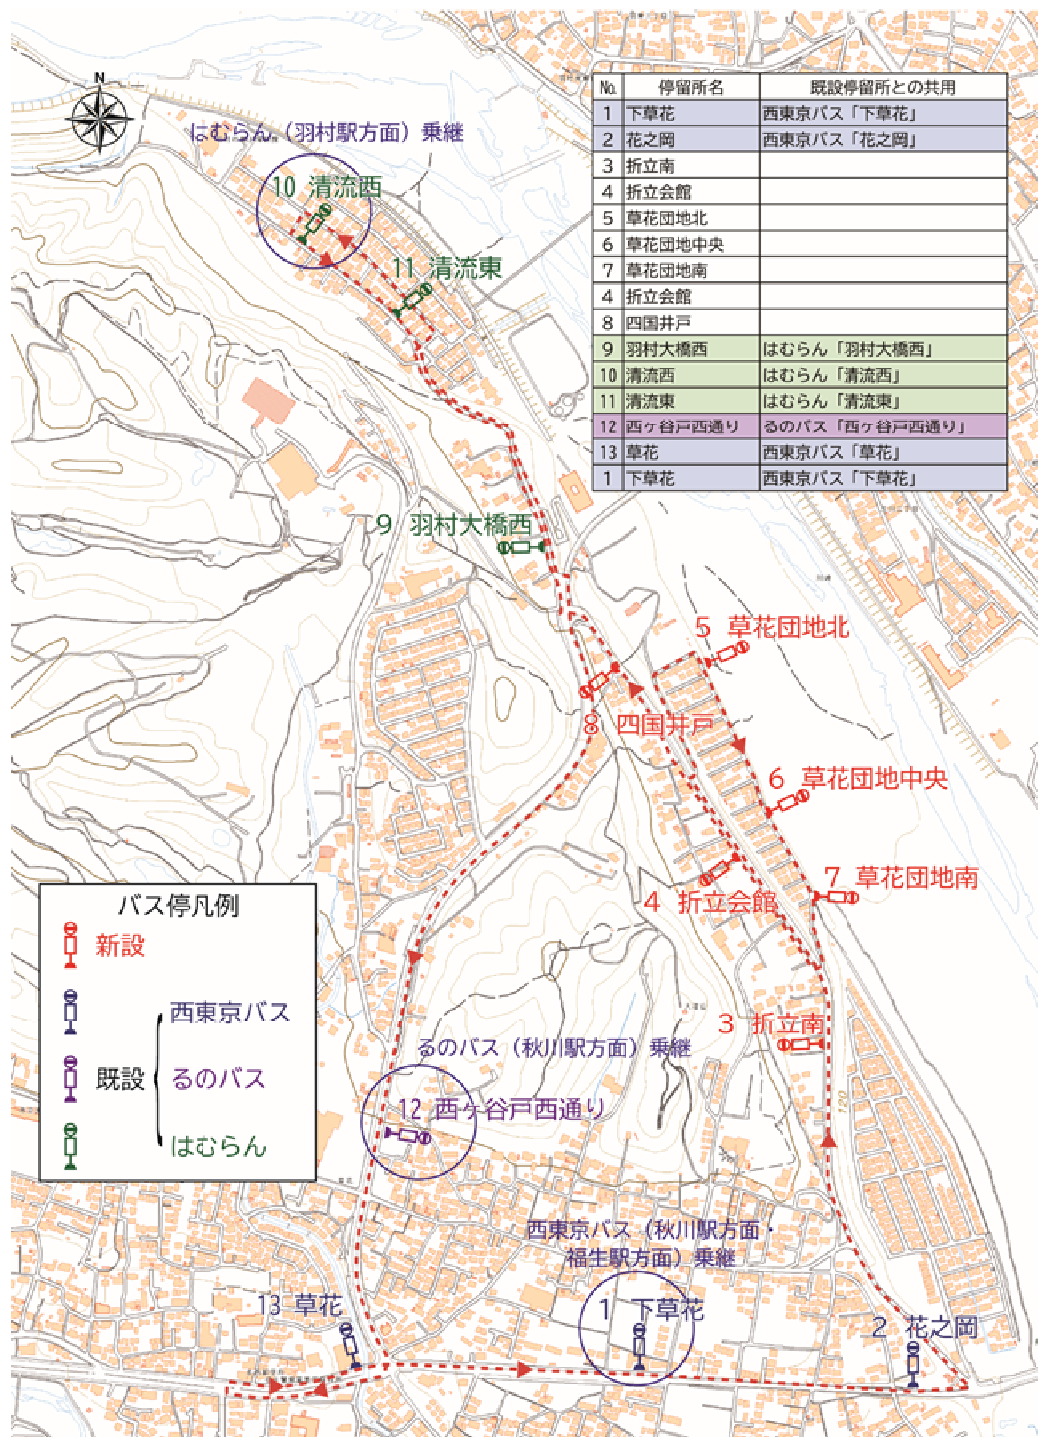 N
はむらん（羽村駅方面）乗継
10 清流西
11 清流東
No. 停留所名 既設停留所との共用
1 下草花 西東京バス「下草花」
2 花之岡 西東京バス「花之岡」
3 折立南
4 折立会館
5 草花団地北
6 草花団地中央
7 草花団地南
4 折立会館
8 四国井戸
9 羽村大橋西 はむらん「羽村大橋西」
10 清流西 はむらん「清流西」
11 清流東 はむらん「清流東」
12 西ヶ谷戸西通り るのバス「西ヶ谷戸西通り」
13 草花 西東京バス「草花」
1 下草花 西東京バス「下草花」
9 羽村大橋西
5 草花団地北
8 四国井戸
6 草花団地中央
7 草花団地南
4 折立会館
バス停凡例
新設
西東京バス
既設
るのバス
はむらん
3 折立南
るのバス（秋川駅方面）乗継
12 西ヶ谷戸西通り
120
西東京バス（秋川駅方面・
福生駅方面）乗継
13 草花
1 下草花
2 花之岡